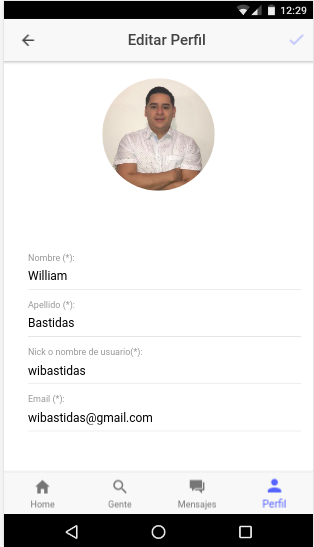 12:29
Editar Perfil
Nombre (*):
William
Apellido (*):
Bastidas
Nick o nombre de usuario(*):
wibastidas
Email (*):
wibastidas@gmail.com
Home Gente Mensajes Perfil